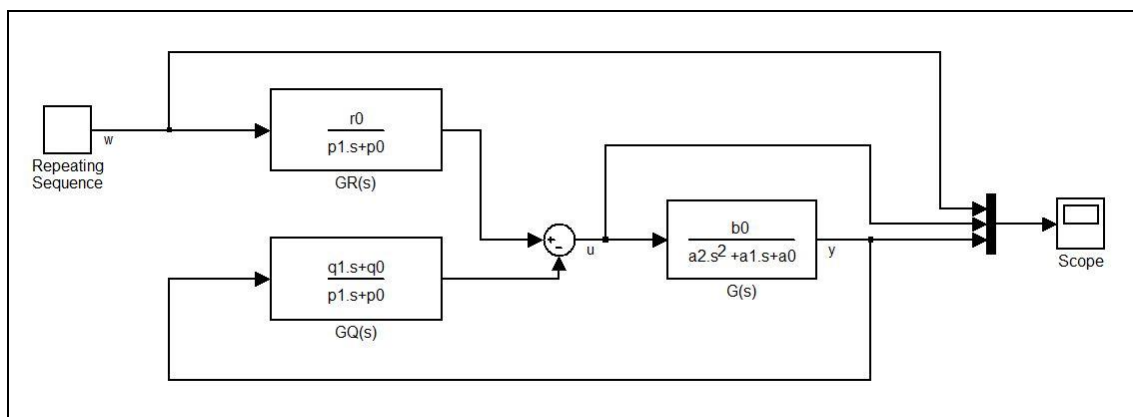 w
Repeating
Sequence
r0
p1.s+p0
GR(s)
q1.s+q0
p1.s+p0
GQ(s)
+
-
u
b0
a2.s2 +a1.s+a0
G(s)
y
Scope